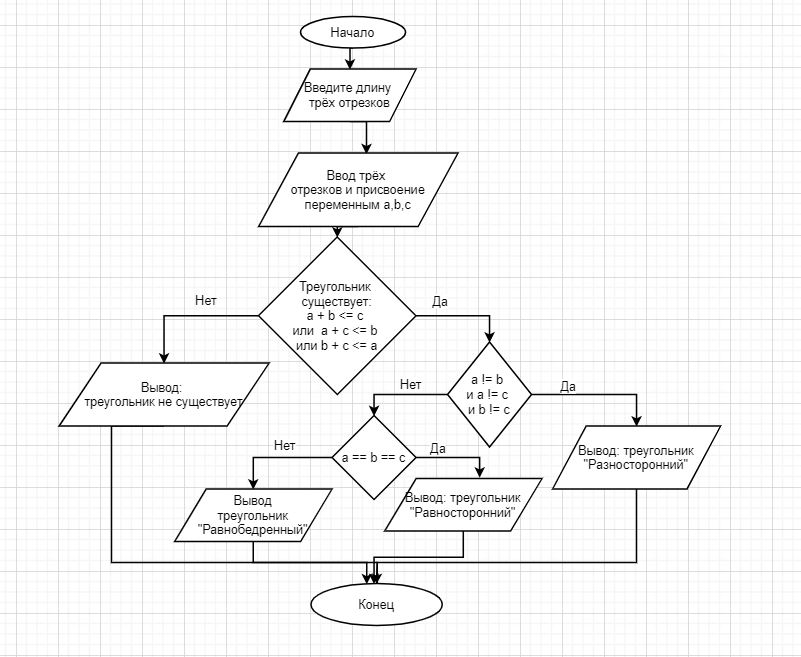 Начало
Введите длину
трёх отрезков
Ввод трёх
отрезков и присвоение
переменным a,b,c
Треугольник
существует:
a + b <= c
или a + c <= b
или b + c <= a
Нет
Да
Вывод:
треугольник не существует
a != b
и a != c
и b != c
Нет
Да
a == b == c
Нет
Да
Вывод: треугольник
"Разносторонний"
Вывод
треугольник
"Равнобедренный"
Вывод: треугольник
"Равносторонний"
Конец